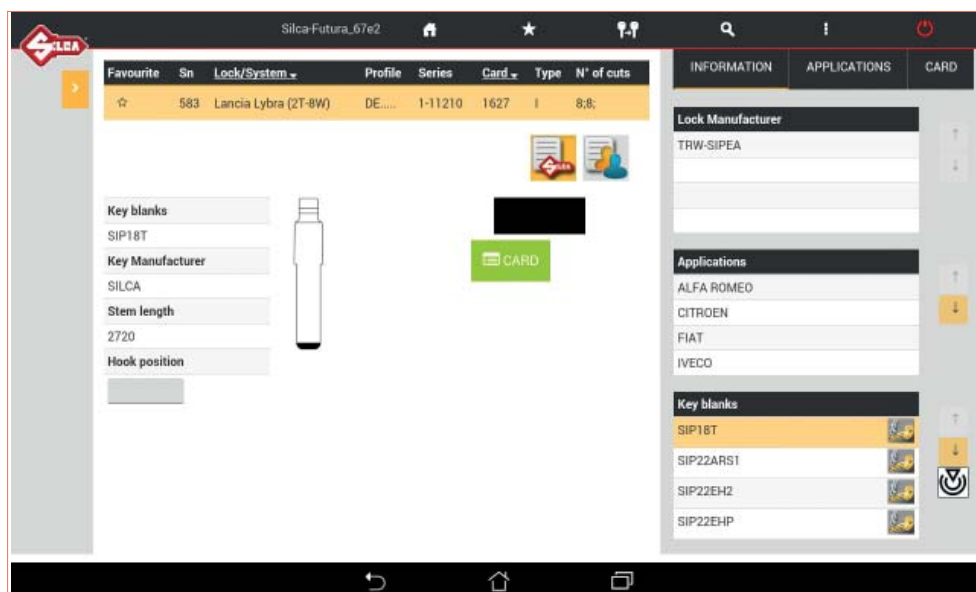 SILCA
Silca-Futura_67e2
Favourite Sn Lock/System Profile Series Card Type N° of cuts
583 Lancia Lybra (2T-8W) DE..... 1-11210 1627 I 8;8;
SILCA
Key blanks
SIP18T
Key Manufacturer
SILCA
Stem length
2720
Hook position
CARD
INFORMATION APPLICATIONS CARD
Lock Manufacturer
TRW-SIPEA
Applications
ALFA ROMEO
CITROEN
FIAT
IVECO
Key blanks
SIP18T
SIP22ARS1
SIP22EH2
SIP22EHP